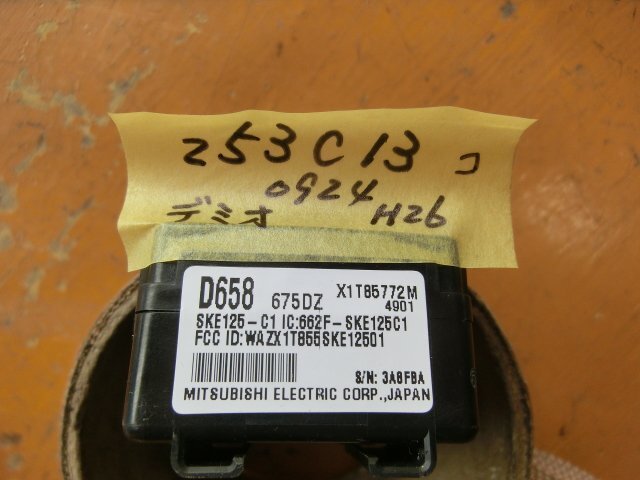 253C13 コ
0924
デミオ H26
D658 675DZ X1T85772M
4901
SKE125-C1 IC:662F-SKE125C1
FCC ID:WAZX1T855SKE12501
S/N: 3A8FBA
MITSUBISHI ELECTRIC CORP.,JAPAN